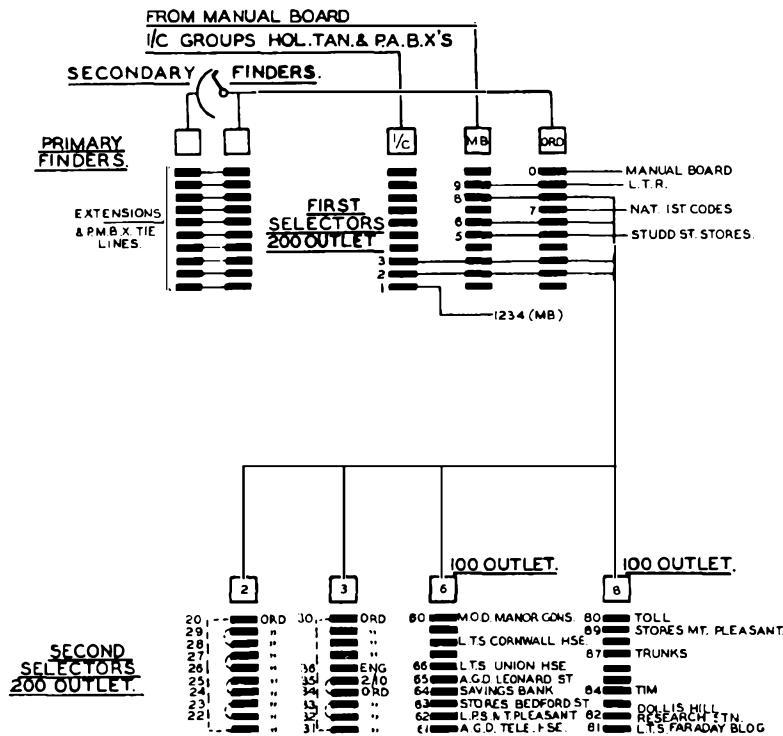 FROM MANUAL BOARD
I/C GROUPS HOL.TAN.& P.A.B.X'S
SECONDARY FINDERS.
PRIMARY FINDERS.
I/C
MB
ORD
EXTENSIONS
& P.M.B.X. TIE
LINES.
FIRST
SELECTORS
200 OUTLET
0 MANUAL BOARD
9 L.T.R.
8
7 NAT. 1ST CODES
6
5 STUDD ST. STORES.
3
2
1
1234 (MB)
100 OUTLET.
100 OUTLET.
2
3
6
8
SECOND
SELECTORS
200 OUTLET.
20 ORD
29 "
28 "
27 "
26 "
25 "
24 "
23 "
22 "
"
30 ORD
"
"
"
36 ENG
35 2/10
34 ORD
33 "
32 "
31 "
60 M.O.D. MANOR GDNS.
L.T.S CORNWALL HSE.
66 L.T.S. UNION HSE
65 A.G.D. LEONARD ST
64 SAVINGS BANK
63 STORES BEDFORD ST
62 L.P.S. MT. PLEASANT
61 A.G.D. TELE. HSE.
80 TOLL
89 STORES MT. PLEASANT.
87 TRUNKS
84 TIM
DOLLIS HILL
82 RESEARCH STN.
81 L.T.S. FARADAY BLDG